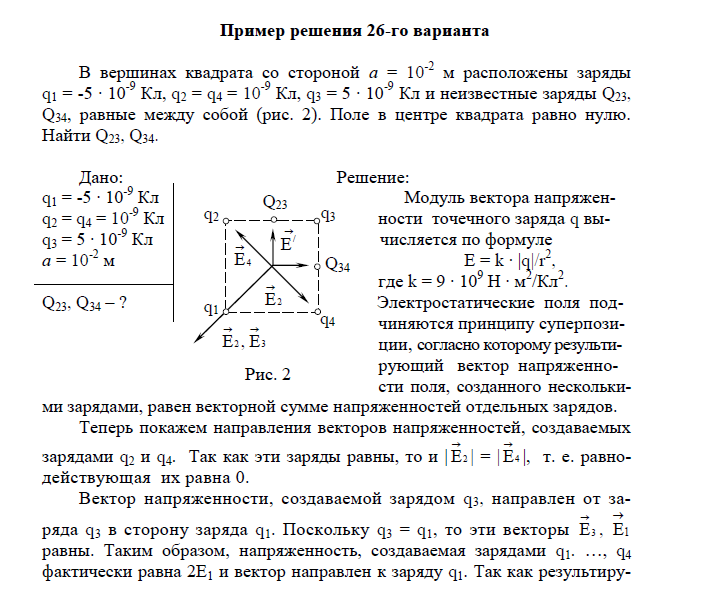 Пример решения 26-го варианта
В вершинах квадрата со стороной a = 10⁻² м расположены заряды
q1 = -5 · 10⁻⁹ Кл, q2 = q4 = 10⁻⁹ Кл, q3 = 5 · 10⁻⁹ Кл и неизвестные заряды Q23,
Q34, равные между собой (рис. 2). Поле в центре квадрата равно нулю.
Найти Q23, Q34.
Дано:
q1 = -5 · 10⁻⁹ Кл
q2 = q4 = 10⁻⁹ Кл
q3 = 5 · 10⁻⁹ Кл
a = 10⁻² м
Q23, Q34 – ?
Q23
q2
q3
E⃗/
E⃗4
Q34
E⃗2
q1
q4
E⃗2, E⃗3
Рис. 2
Решение:
Модуль вектора напряжен-
ности точечного заряда q вы-
числяется по формуле
E = k · |q|/r²,
где k = 9 · 10⁹ Н · м²/Кл².
Электростатические поля под-
чиняются принципу суперпози-
ции, согласно которому результи-
рующий вектор напряженно-
сти поля, созданного нескольки-
ми зарядами, равен векторной сумме напряженностей отдельных зарядов.
Теперь покажем направления векторов напряженностей, создаваемых
зарядами q2 и q4. Так как эти заряды равны, то и |E⃗2| = |E⃗4|, т. е. равно-
действующая их равна 0.
Вектор напряженности, создаваемой зарядом q3, направлен от за-
ряда q3 в сторону заряда q1. Поскольку q3 = q1, то эти векторы E⃗3, E⃗1
равны. Таким образом, напряженность, создаваемая зарядами q1. …, q4
фактически равна 2E1 и вектор направлен к заряду q1. Так как результиру-